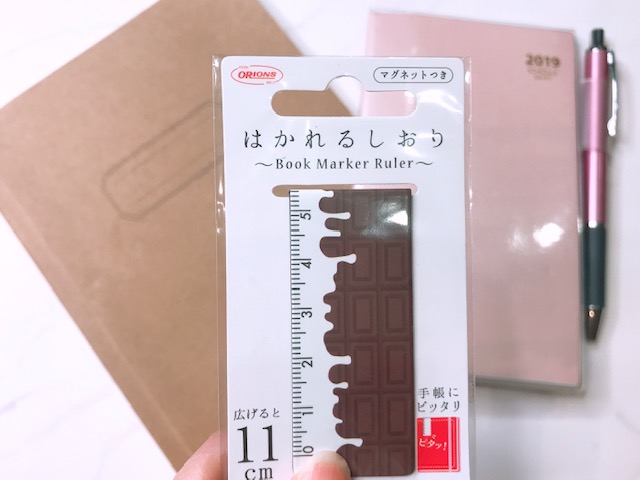 ORIONS
マグネットつき
はかれるしおり
～Book Marker Ruler～
5
4
3
2
1
0
広げると
11
cm
手帳に
ピッタリ
ピタッ!
2019